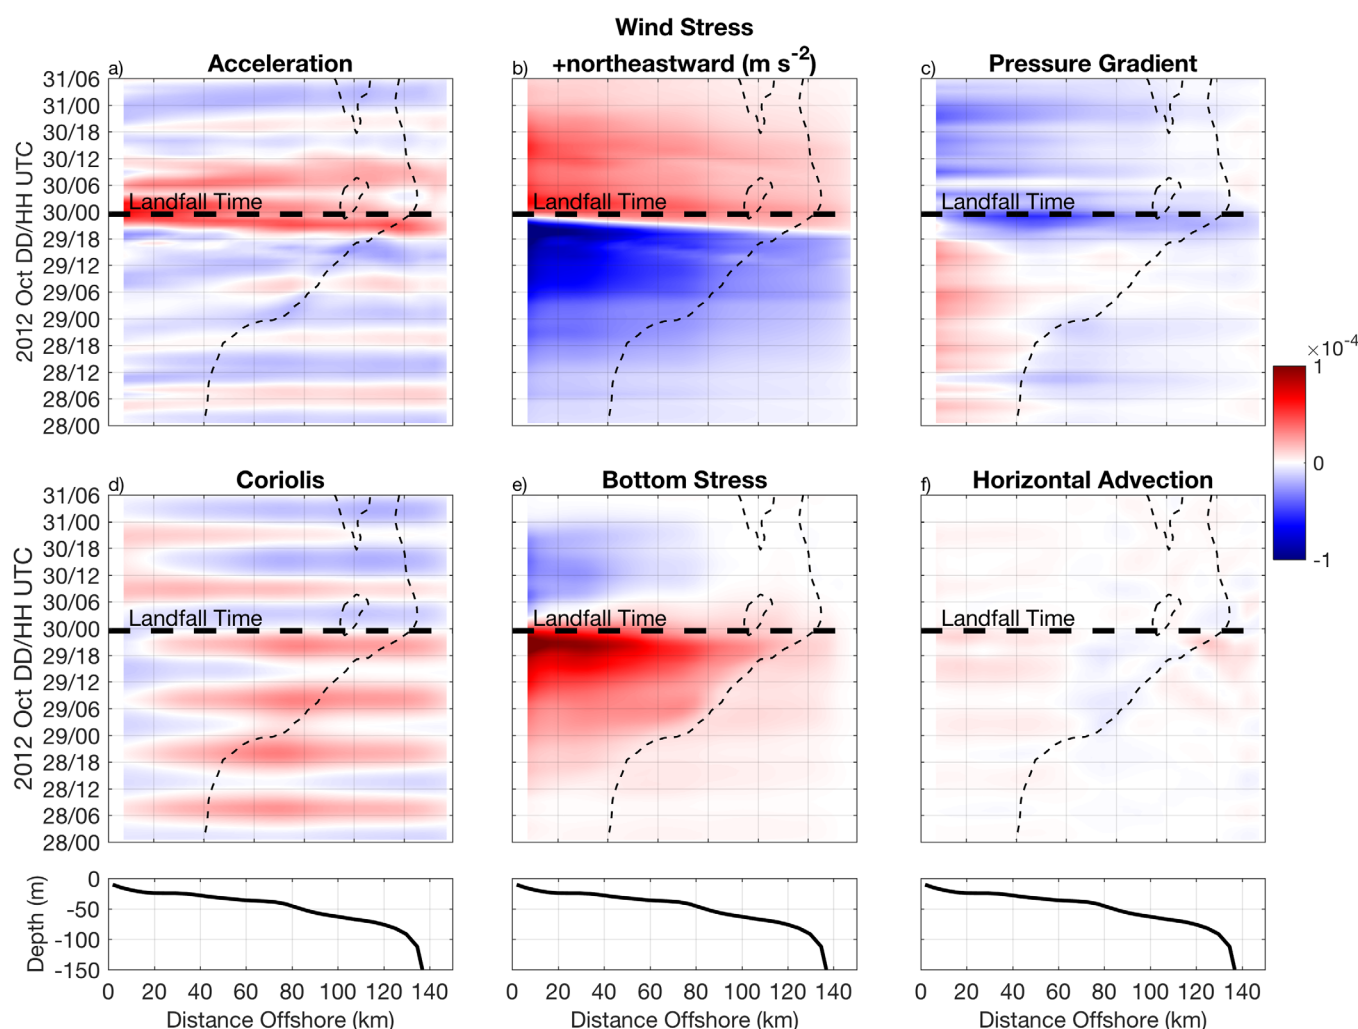 Wind Stress
a) Acceleration
b) +northeastward (m s-2)
c) Pressure Gradient
31/06
31/00
30/18
30/12
30/06
30/00
29/18
29/12
29/06
29/00
28/18
28/12
28/06
28/00
2012 Oct DD/HH UTC
Landfall Time
Landfall Time
Landfall Time
×10-4
1
0
-1
d) Coriolis
e) Bottom Stress
f) Horizontal Advection
31/06
31/00
30/18
30/12
30/06
30/00
29/18
29/12
29/06
29/00
28/18
28/12
28/06
28/00
2012 Oct DD/HH UTC
Landfall Time
Landfall Time
Landfall Time
0
-50
-100
-150
Depth (m)
0 20 40 60 80 100 120 140
0 20 40 60 80 100 120 140
0 20 40 60 80 100 120 140
Distance Offshore (km)
Distance Offshore (km)
Distance Offshore (km)